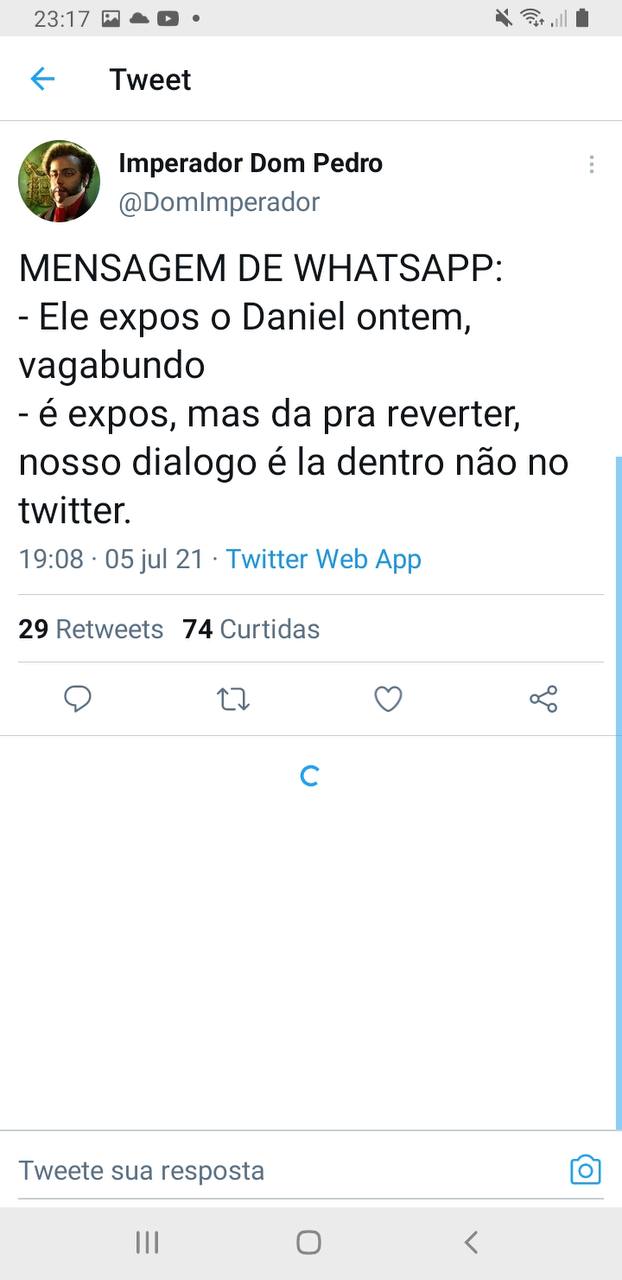 23:17
Tweet
Imperador Dom Pedro
@DomImperador
MENSAGEM DE WHATSAPP:
- Ele expos o Daniel ontem,
vagabundo
- é expos, mas da pra reverter,
nosso dialogo é la dentro não no
twitter.
19:08 · 05 jul 21 · Twitter Web App
29 Retweets 74 Curtidas
Tweete sua resposta